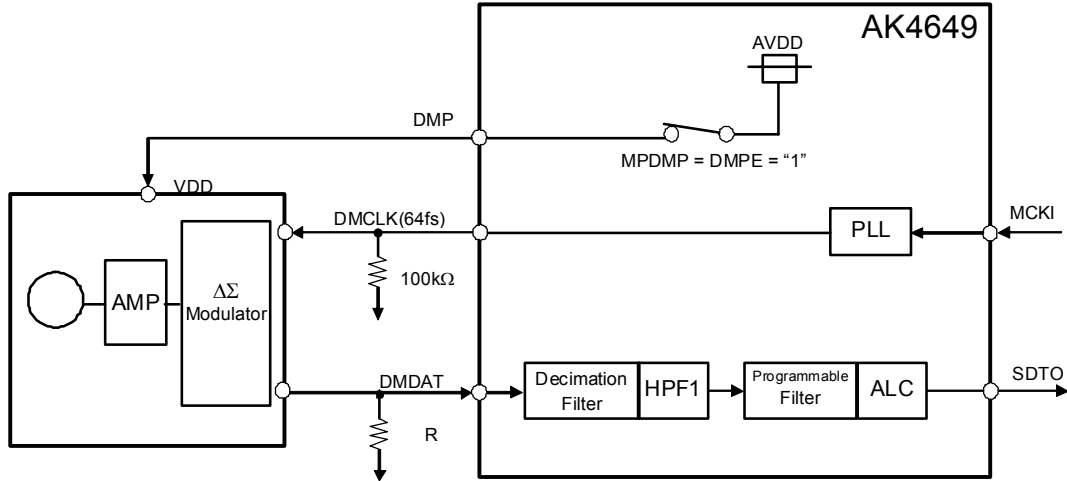 AK4649
AVDD
DMP
MPDMP = DMPE = “1”
VDD
DMCLK(64fs)
PLL
MCKI
100kΩ
AMP
ΔΣ
Modulator
DMDAT
Decimation
Filter
HPF1
Programmable
Filter
ALC
SDTO
R